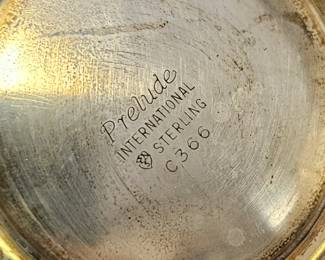 Prelude
INTERNATIONAL
STERLING
C366